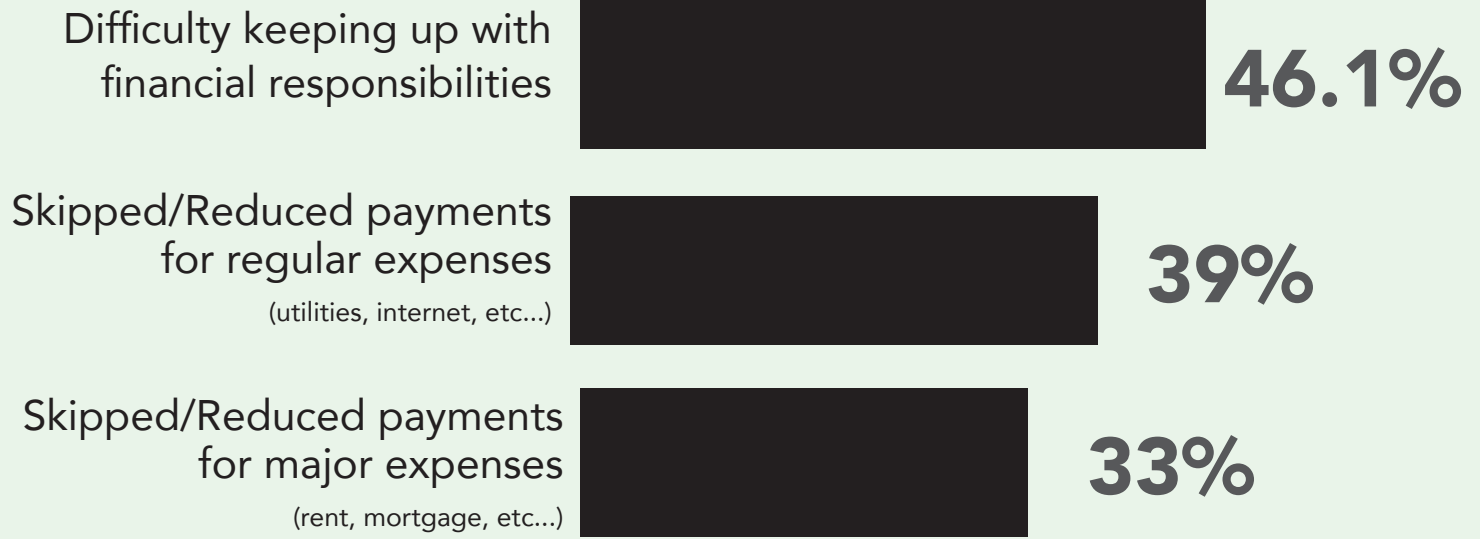 Difficulty keeping up with
financial responsibilities
46.1%
Skipped/Reduced payments
for regular expenses
(utilities, internet, etc...)
39%
Skipped/Reduced payments
for major expenses
(rent, mortgage, etc...)
33%